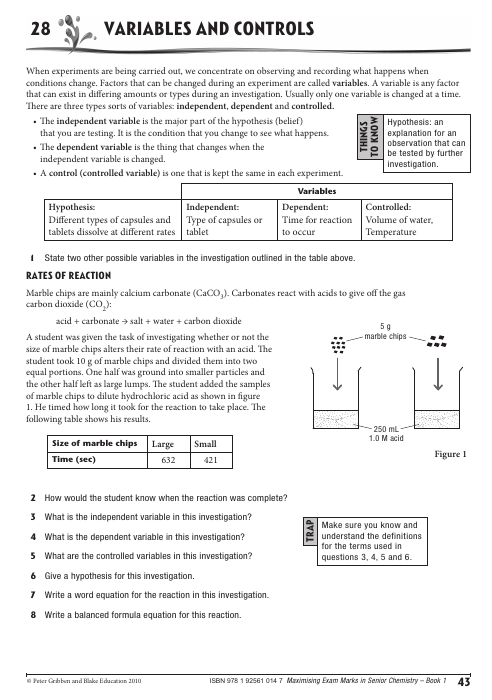 28 VARIABLES AND CONTROLS
When experiments are being carried out, we concentrate on observing and recording what happens when
conditions change. Factors that can be changed during an experiment are called variables. A variable is any factor
that can exist in differing amounts or types during an investigation. Usually only one variable is changed at a time.
There are three types sorts of variables: independent, dependent and controlled.
• The independent variable is the major part of the hypothesis (belief)
that you are testing. It is the condition that you change to see what happens.
• The dependent variable is the thing that changes when the
independent variable is changed.
• A control (controlled variable) is one that is kept the same in each experiment.
THINGS
TO KNOW
Hypothesis: an
explanation for an
observation that can
be tested by further
investigation.
Variables
Hypothesis: Independent: Dependent: Controlled:
Different types of capsules and Type of capsules or Time for reaction Volume of water,
tablets dissolve at different rates tablet to occur Temperature
1 State two other possible variables in the investigation outlined in the table above.
RATES OF REACTION
Marble chips are mainly calcium carbonate (CaCO3). Carbonates react with acids to give off the gas
carbon dioxide (CO2):
acid + carbonate → salt + water + carbon dioxide
A student was given the task of investigating whether or not the
size of marble chips alters their rate of reaction with an acid. The
student took 10 g of marble chips and divided them into two
equal portions. One half was ground into smaller particles and
the other half left as large lumps. The student added the samples
of marble chips to dilute hydrochloric acid as shown in figure
1. He timed how long it took for the reaction to take place. The
following table shows his results.
5 g
marble chips
250 mL
1.0 M acid
Figure 1
Size of marble chips Large Small
Time (sec) 632 421
2 How would the student know when the reaction was complete?
3 What is the independent variable in this investigation?
4 What is the dependent variable in this investigation?
5 What are the controlled variables in this investigation?
6 Give a hypothesis for this investigation.
7 Write a word equation for the reaction in this investigation.
8 Write a balanced formula equation for this reaction.
TRAP
Make sure you know and
understand the definitions
for the terms used in
questions 3, 4, 5 and 6.
© Peter Gribben and Blake Education 2010 ISBN 978 1 92561 014 7 Maximising Exam Marks in Senior Chemistry – Book 1 43